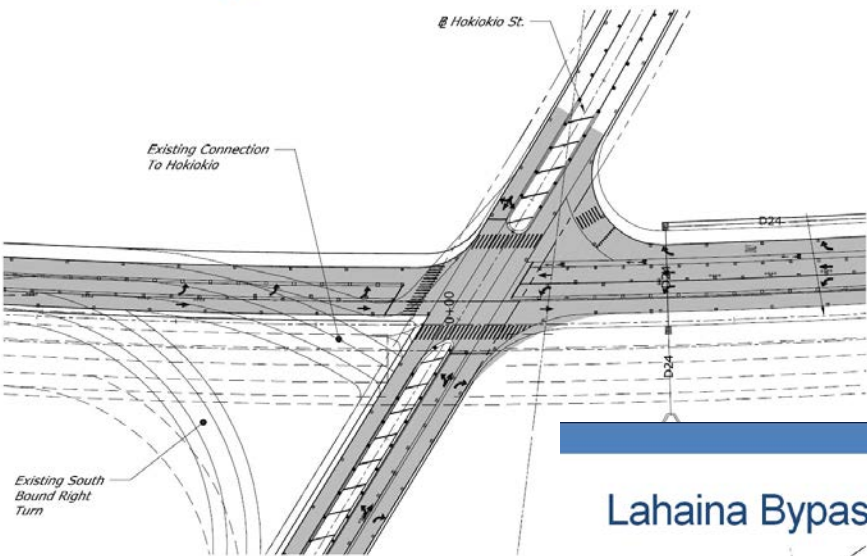 ℄ Hokiokio St.
Existing Connection
To Hokiokio
D24
0+00
D24
Existing South
Bound Right
Turn
Lahaina Bypas